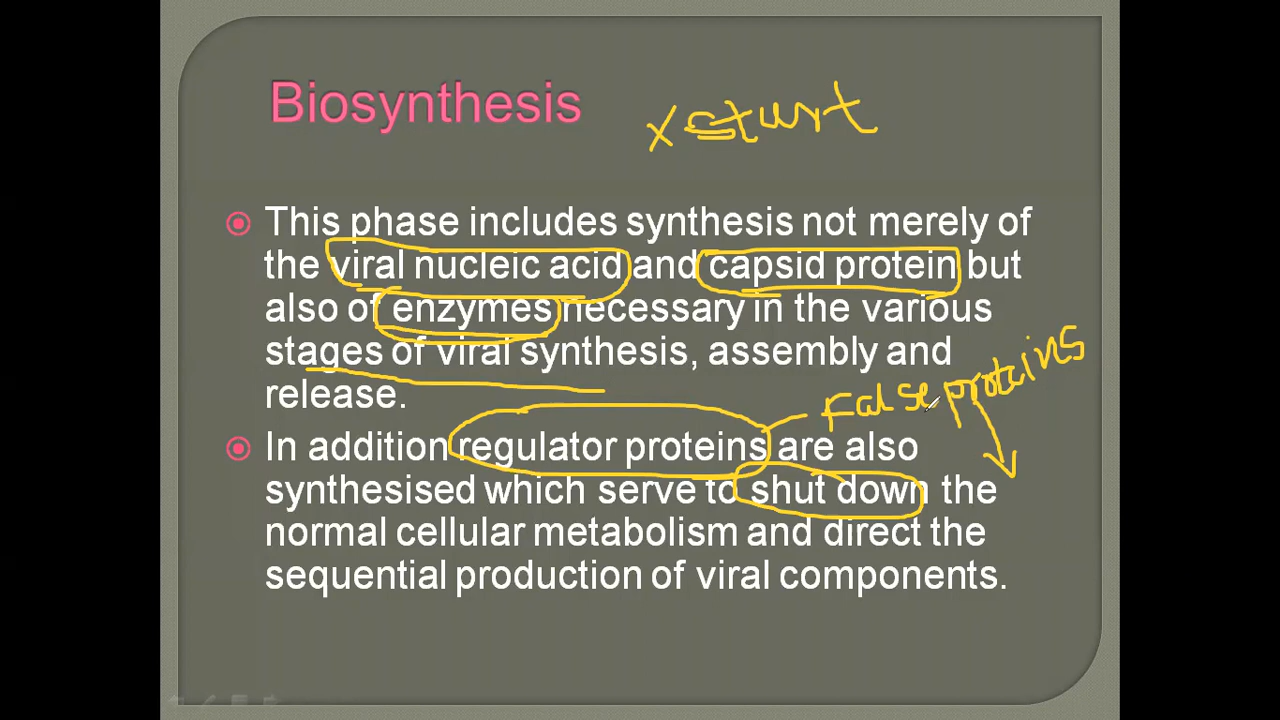 Biosynthesis
This phase includes synthesis not merely of
the viral nucleic acid and capsid protein but
also of enzymes necessary in the various
stages of viral synthesis, assembly and
release.
False proteins
In addition regulator proteins are also
synthesised which serve to shut down the
normal cellular metabolism and direct the
sequential production of viral components.